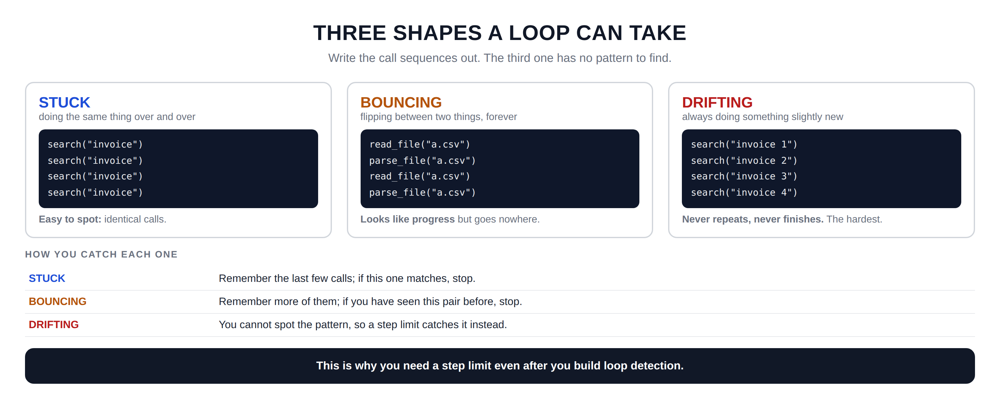 THREE SHAPES A LOOP CAN TAKE
Write the call sequences out. The third one has no pattern to find.
STUCK
doing the same thing over and over
search("invoice")
search("invoice")
search("invoice")
search("invoice")
Easy to spot: identical calls.
BOUNCING
flipping between two things, forever
read_file("a.csv")
parse_file("a.csv")
read_file("a.csv")
parse_file("a.csv")
Looks like progress but goes nowhere.
DRIFTING
always doing something slightly new
search("invoice 1")
search("invoice 2")
search("invoice 3")
search("invoice 4")
Never repeats, never finishes. The hardest.
HOW YOU CATCH EACH ONE
STUCK Remember the last few calls; if this one matches, stop.
BOUNCING Remember more of them; if you have seen this pair before, stop.
DRIFTING You cannot spot the pattern, so a step limit catches it instead.
This is why you need a step limit even after you build loop detection.